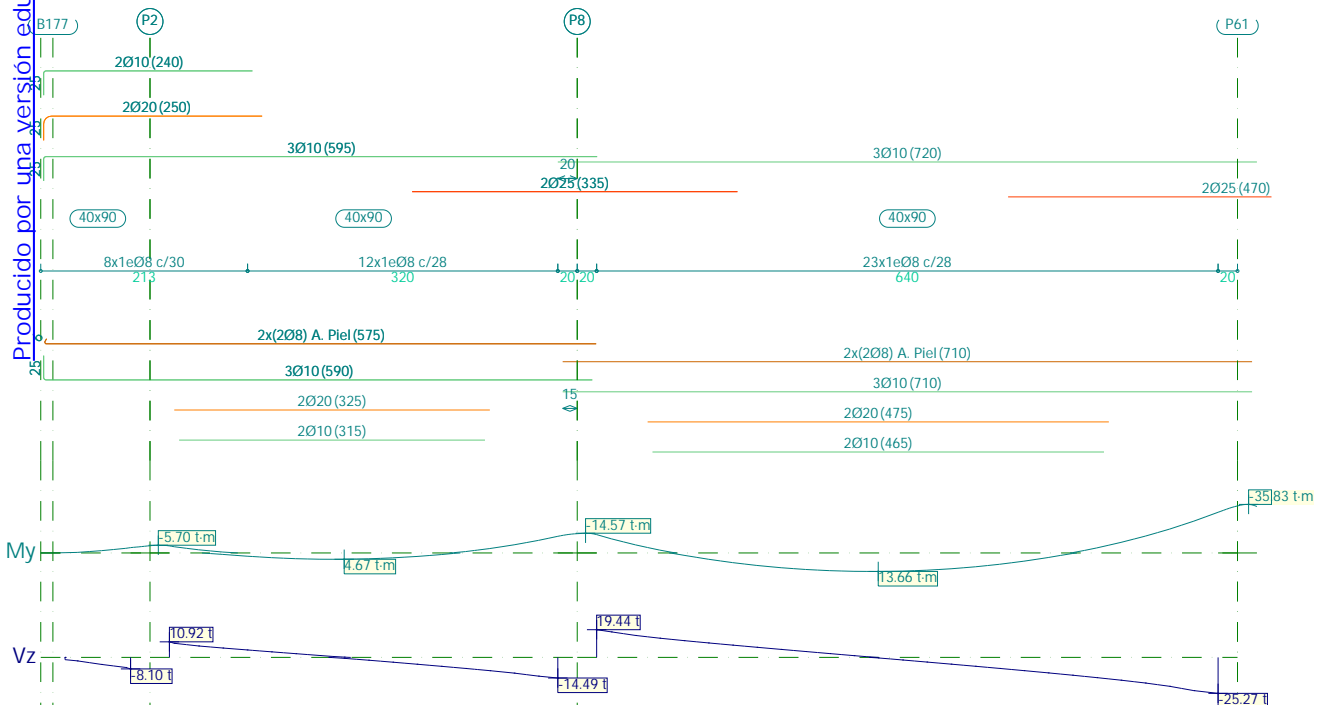 B177
P2
P8
P61
Producido por una versión edu
2Ø10 (240)
25
2Ø20 (250)
25
3Ø10 (595)
25
20
3Ø10 (720)
2Ø25 (335)
2Ø25 (470)
40x90
40x90
40x90
8x1eØ8 c/30
12x1eØ8 c/28
23x1eØ8 c/28
213
320
20
20
640
20
2x(2Ø8) A. Piel (575)
2x(2Ø8) A. Piel (710)
25
3Ø10 (590)
3Ø10 (710)
15
2Ø20 (325)
2Ø20 (475)
2Ø10 (315)
2Ø10 (465)
-35.83 t·m
-14.57 t·m
-5.70 t·m
My
4.67 t·m
13.66 t·m
19.44 t
10.92 t
Vz
-8.10 t
-14.49 t
-25.27 t